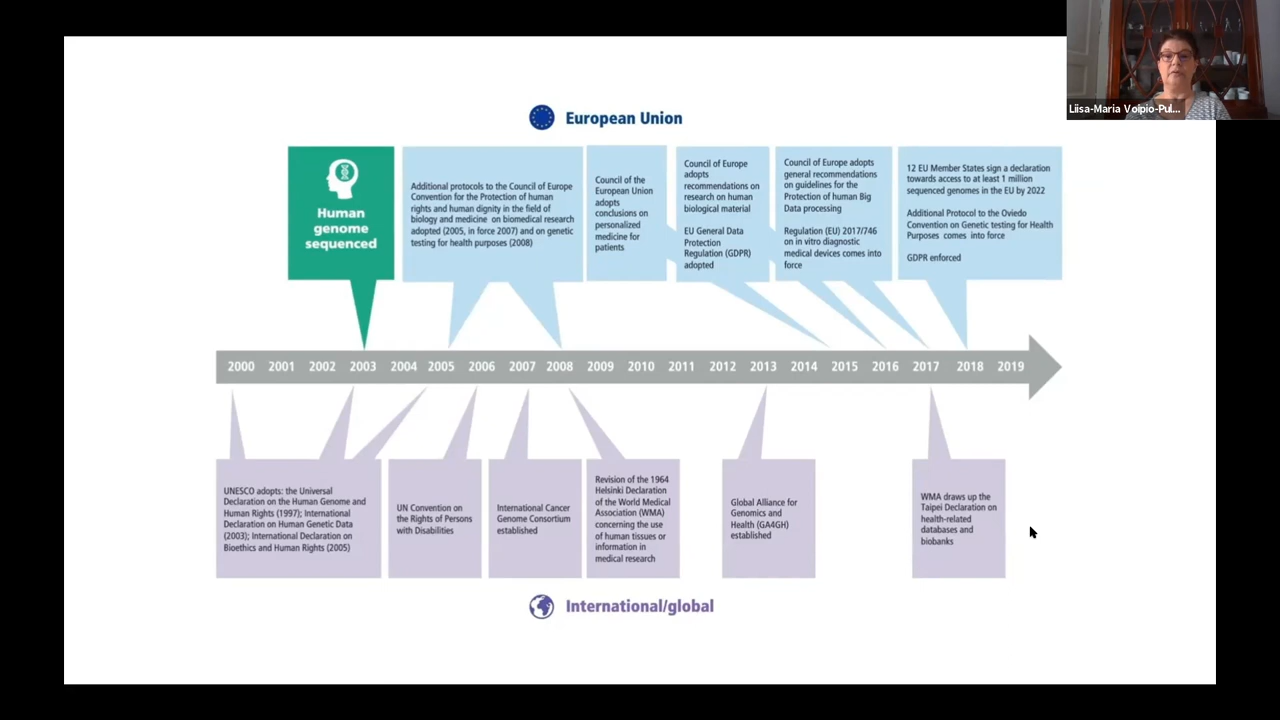 Liisa-Maria Voipio-Pul...
European Union
Human
genome
sequenced
Additional protocols to the Council of Europe
Convention for the Protection of human
rights and human dignity in the field of
biology and medicine on biomedical research
adopted (2005, in force 2007) and on genetic
testing for health purposes (2008)
Council of the
European Union
adopts
conclusions on
personalized
medicine for
patients
Council of Europe
adopts
recommendations on
research on human
biological material
EU General Data
Protection
Regulation (GDPR)
adopted
Council of Europe adopts
general recommendations
on guidelines for the
Protection of human Big
Data processing
Regulation (EU) 2017/746
on in vitro diagnostic
medical devices comes into
force
12 EU Member States sign a declaration
towards access to at least 1 million
sequenced genomes in the EU by 2022
Additional Protocol to the Oviedo
Convention on Genetic testing for Health
Purposes comes into force
GDPR enforced
2000 2001 2002 2003 2004 2005 2006 2007 2008 2009 2010 2011 2012 2013 2014 2015 2016 2017 2018 2019
UNESCO adopts: the Universal
Declaration on the Human Genome and
Human Rights (1997); International
Declaration on Human Genetic Data
(2003); International Declaration on
Bioethics and Human Rights (2005)
UN Convention on
the Rights of Persons
with Disabilities
International Cancer
Genome Consortium
established
Revision of the 1964
Helsinki Declaration
of the World Medical
Association (WMA)
concerning the use
of human tissues or
information in
medical research
Global Alliance for
Genomics and
Health (GA4GH)
established
WMA draws up the
Taipei Declaration on
health-related
databases and
biobanks
International/global